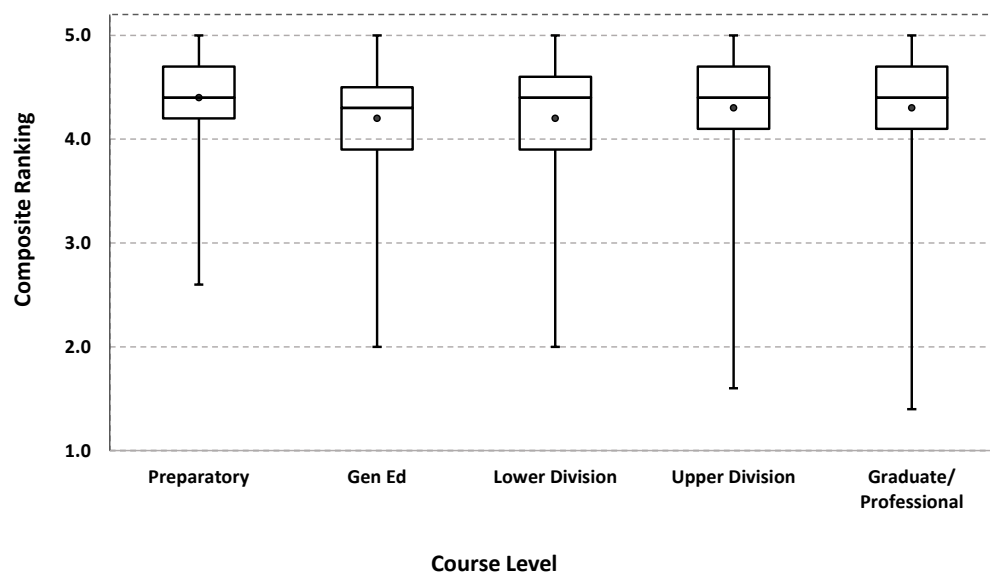 5.0
4.0
3.0
2.0
1.0
Composite Ranking
Preparatory
Gen Ed
Lower Division
Upper Division
Graduate/
Professional
Course Level